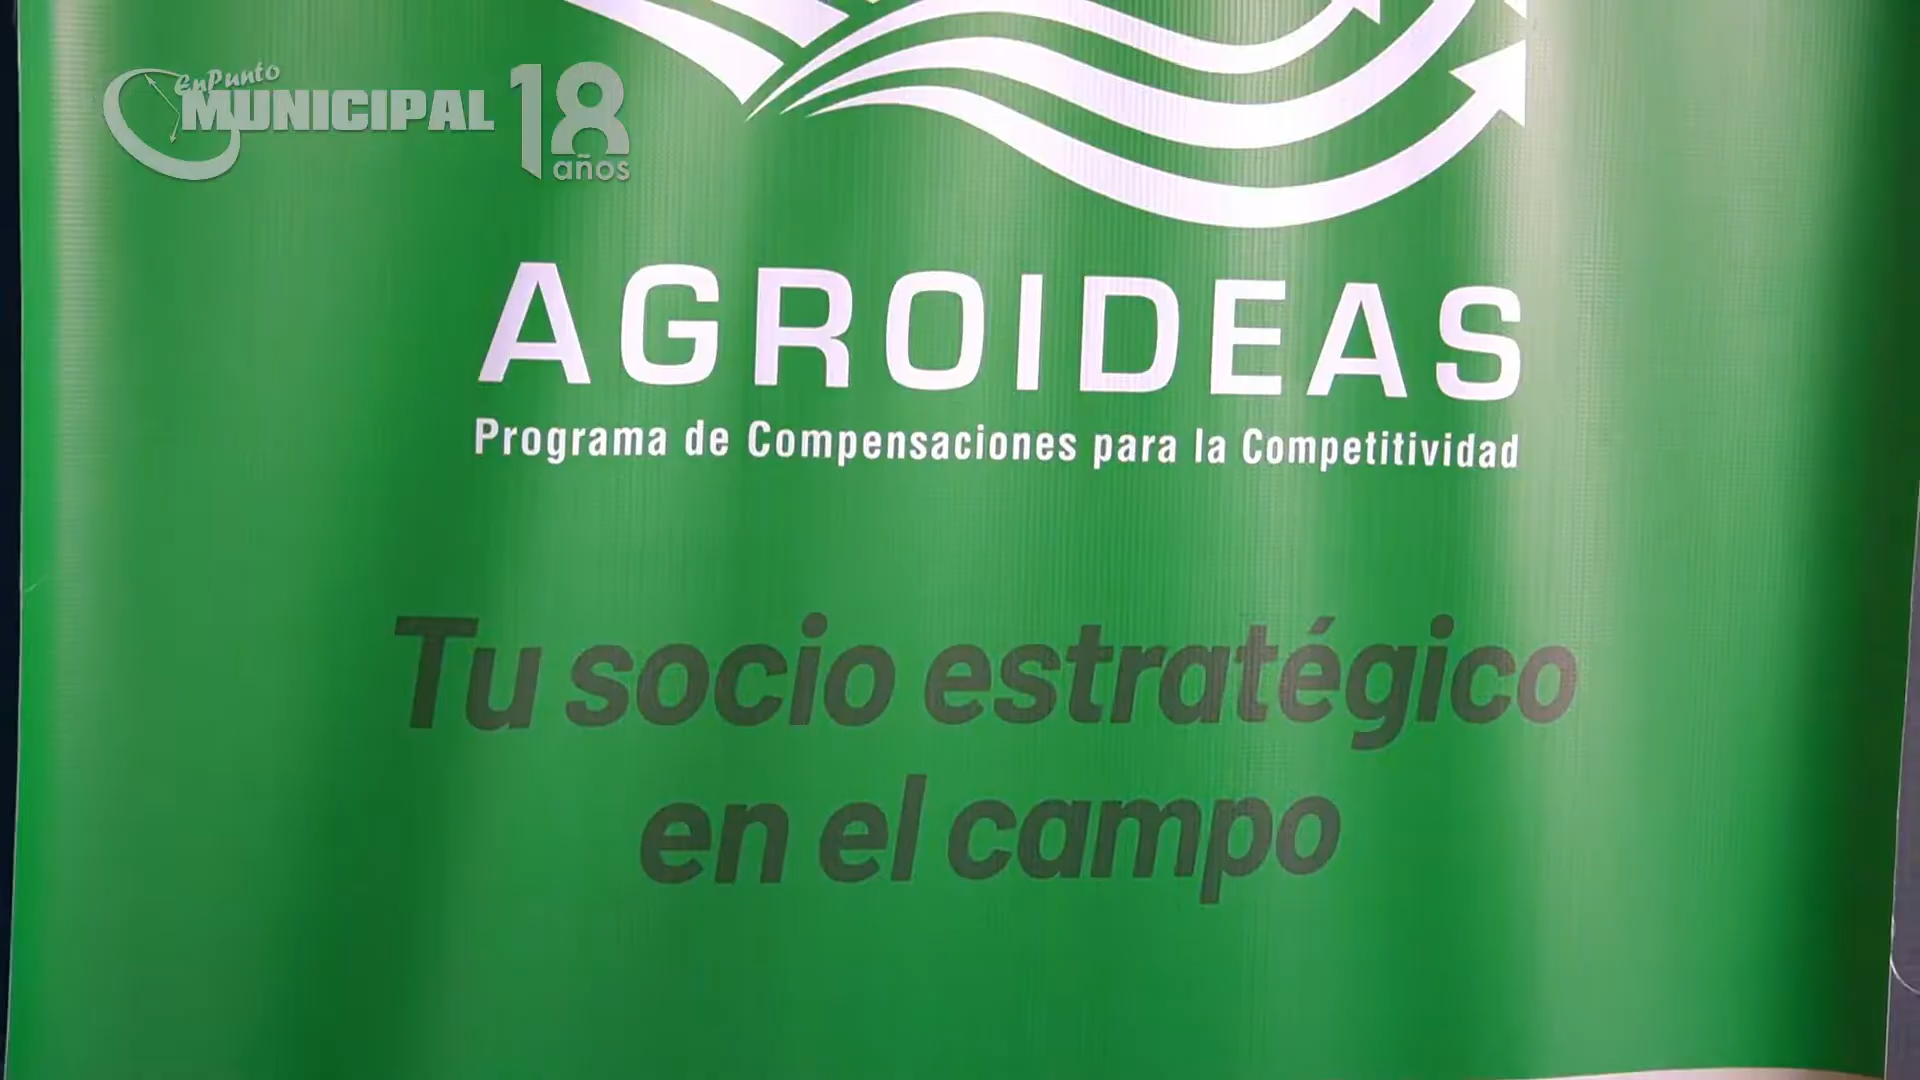 EnPunto
MUNICIPAL 18
años
AGROIDEAS
Programa de Compensaciones para la Competitividad
Tu socio estratégico
en el campo